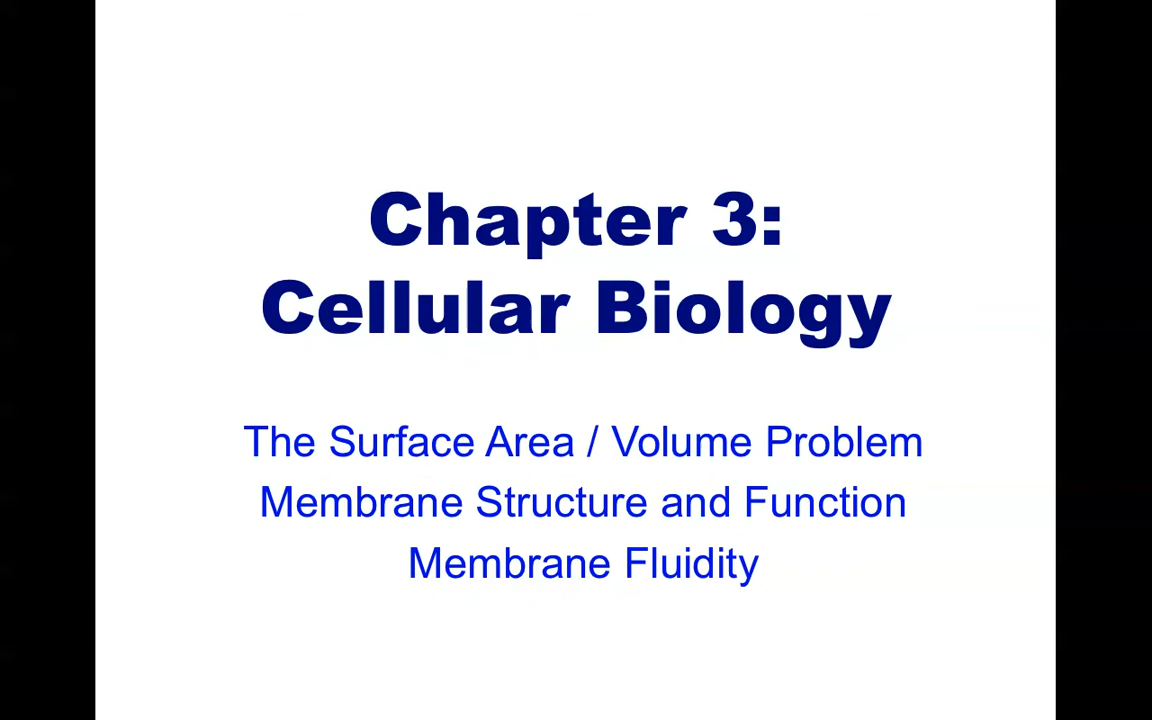 Chapter 3:
Cellular Biology
The Surface Area / Volume Problem
Membrane Structure and Function
Membrane Fluidity